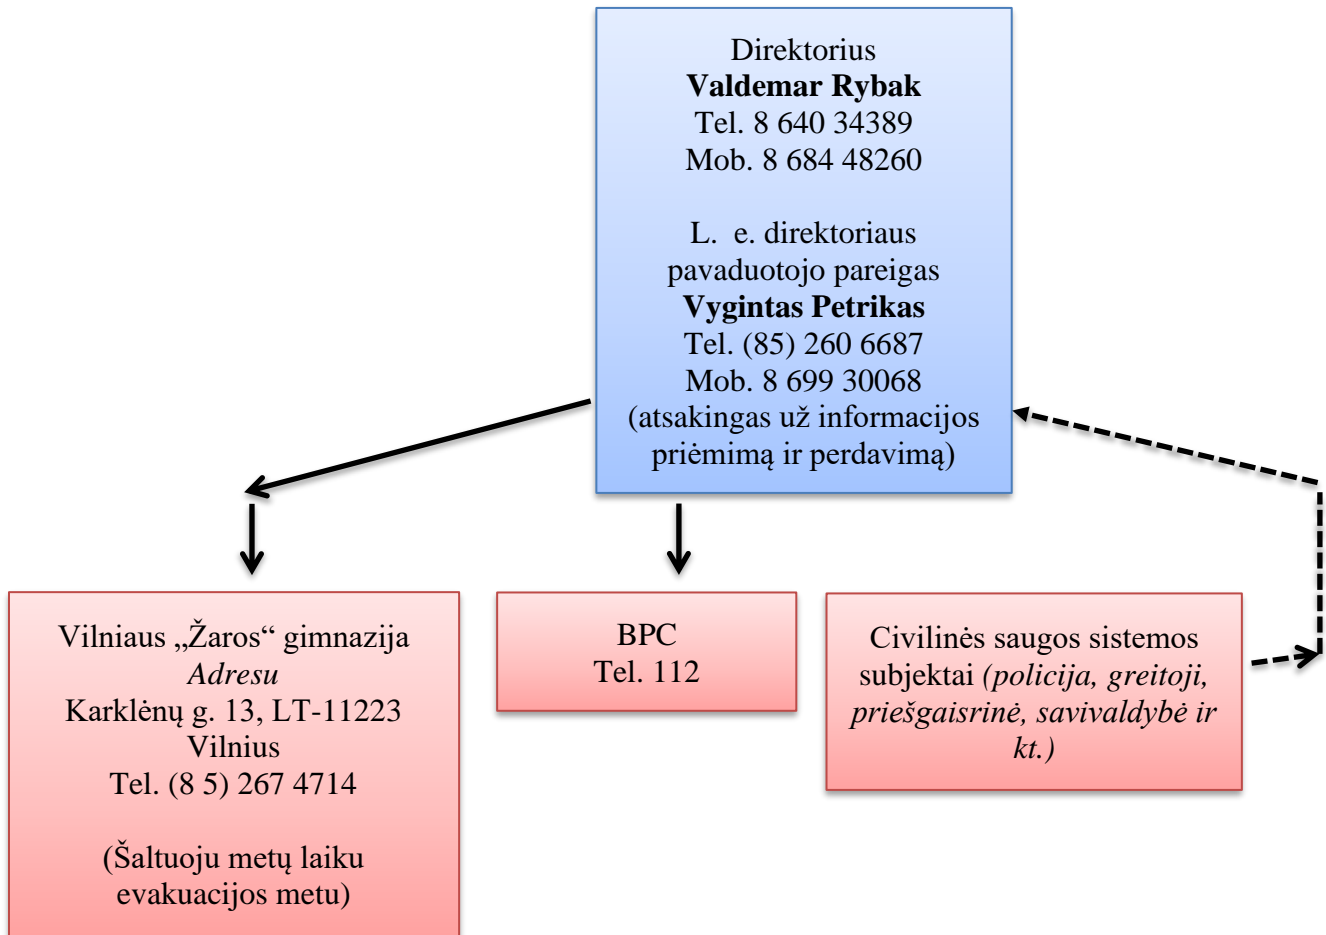 Direktorius
Valdemar Rybak
Tel. 8 640 34389
Mob. 8 684 48260
L. e. direktoriaus
pavaduotojo pareigas
Vygintas Petrikas
Tel. (85) 260 6687
Mob. 8 699 30068
(atsakingas už informacijos
priėmimą ir perdavimą)
Vilniaus „Žaros“ gimnazija
Adresu
Karklėnų g. 13, LT-11223
Vilnius
Tel. (8 5) 267 4714
(Šaltuoju metų laiku
evakuacijos metu)
BPC
Tel. 112
Civilinės saugos sistemos
subjektai (policija, greitoji,
priešgaisrinė, savivaldybė ir
kt.)